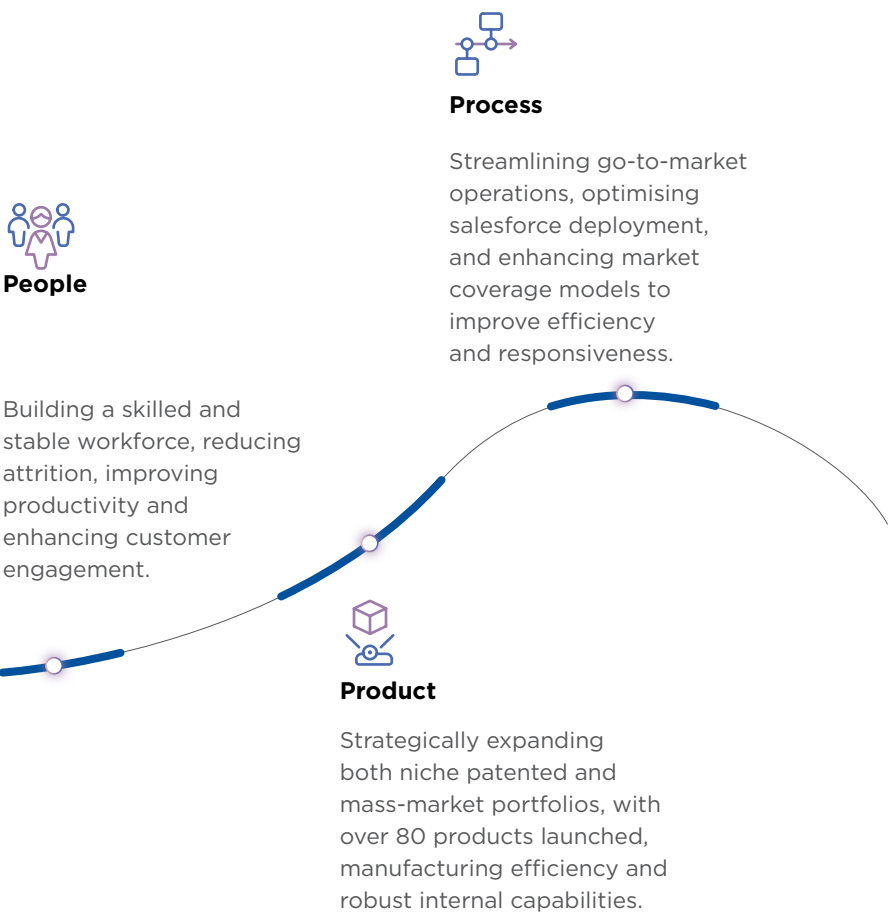 People
Building a skilled and
stable workforce, reducing
attrition, improving
productivity and
enhancing customer
engagement.
Product
Strategically expanding
both niche patented and
mass-market portfolios, with
over 80 products launched,
manufacturing efficiency and
robust internal capabilities.
Process
Streamlining go-to-market
operations, optimising
salesforce deployment,
and enhancing market
coverage models to
improve efficiency
and responsiveness.